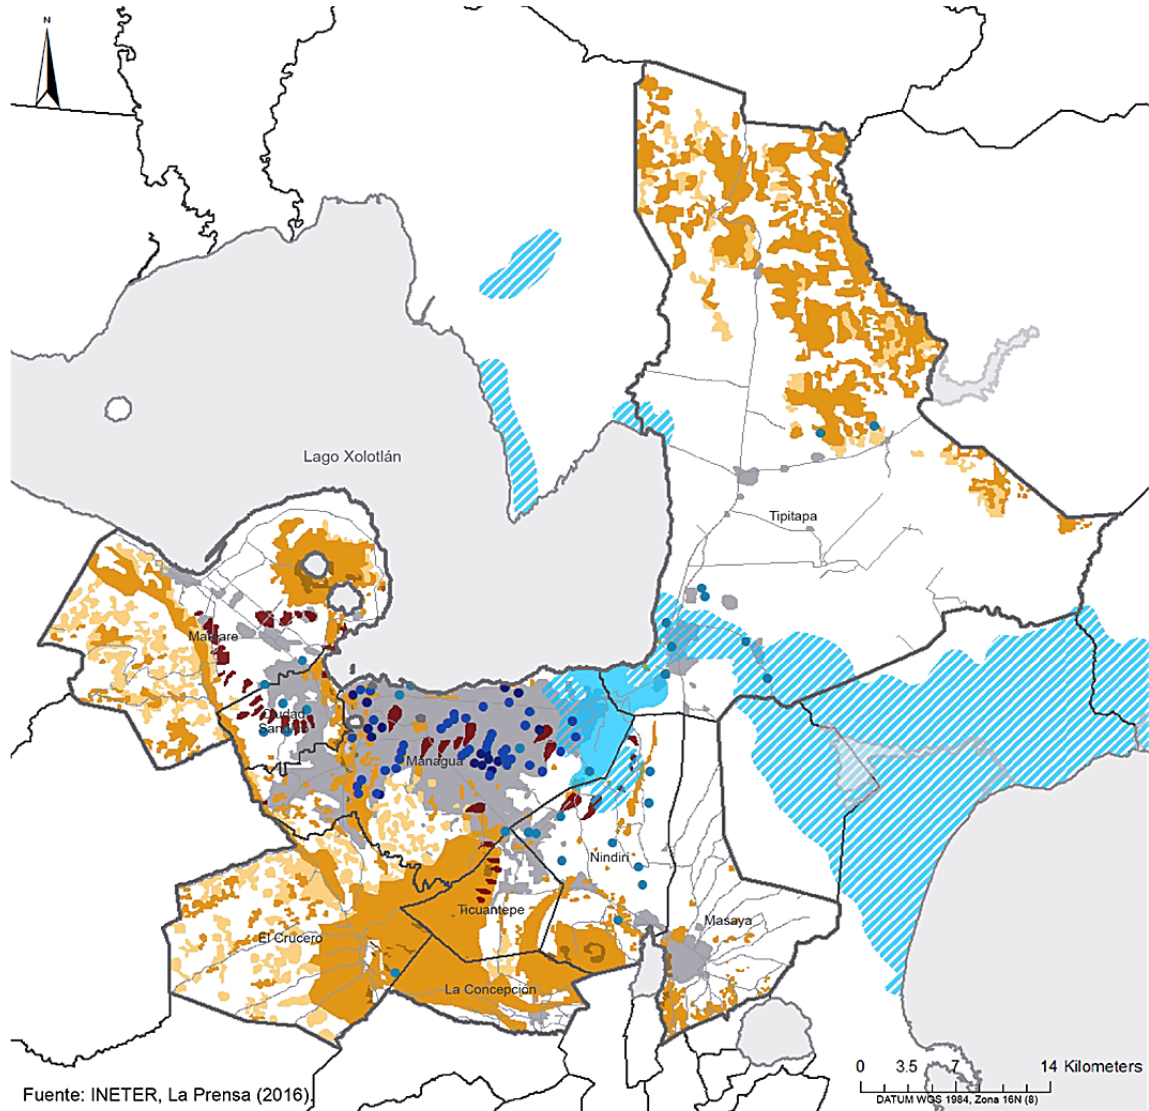 N
Lago Xolotlán
Tipitapa
Mateare
Ciudad
Sandino
Managua
Nindiri
Ticuantepe
Masaya
El Crucero
La Concepción
0 3.5 7 14 Kilometers
DATUM WGS 1984, Zona 16N (8)
Fuente: INETER, La Prensa (2016)